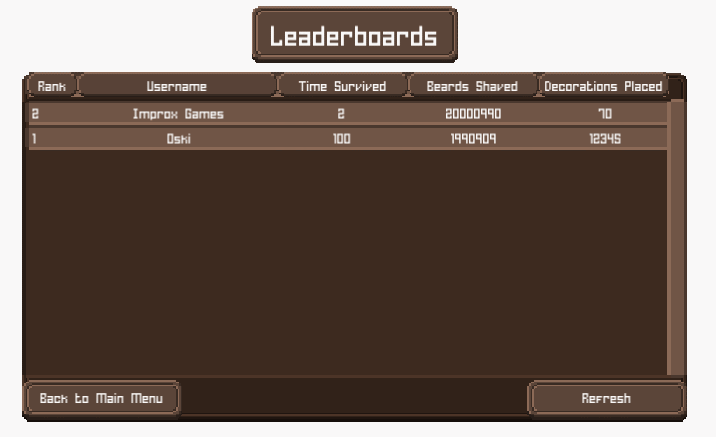 Leaderboards
Rank Username Time Survived Beards Shaved Decorations Placed
2 Improx Games 2 20000990 70
1 Oski 100 1990909 12345
Back to Main Menu Refresh